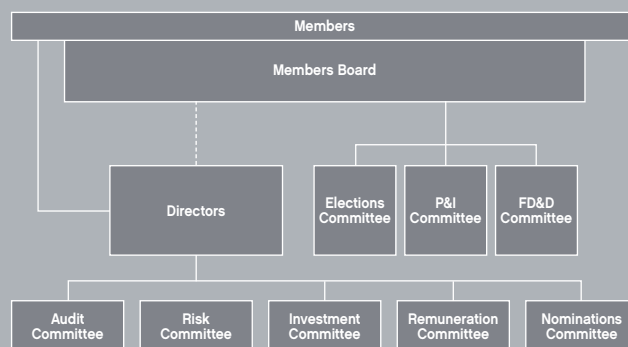 Members
Members Board
Directors
Elections
Committee
P&I
Committee
FD&D
Committee
Audit
Committee
Risk
Committee
Investment
Committee
Remuneration
Committee
Nominations
Committee